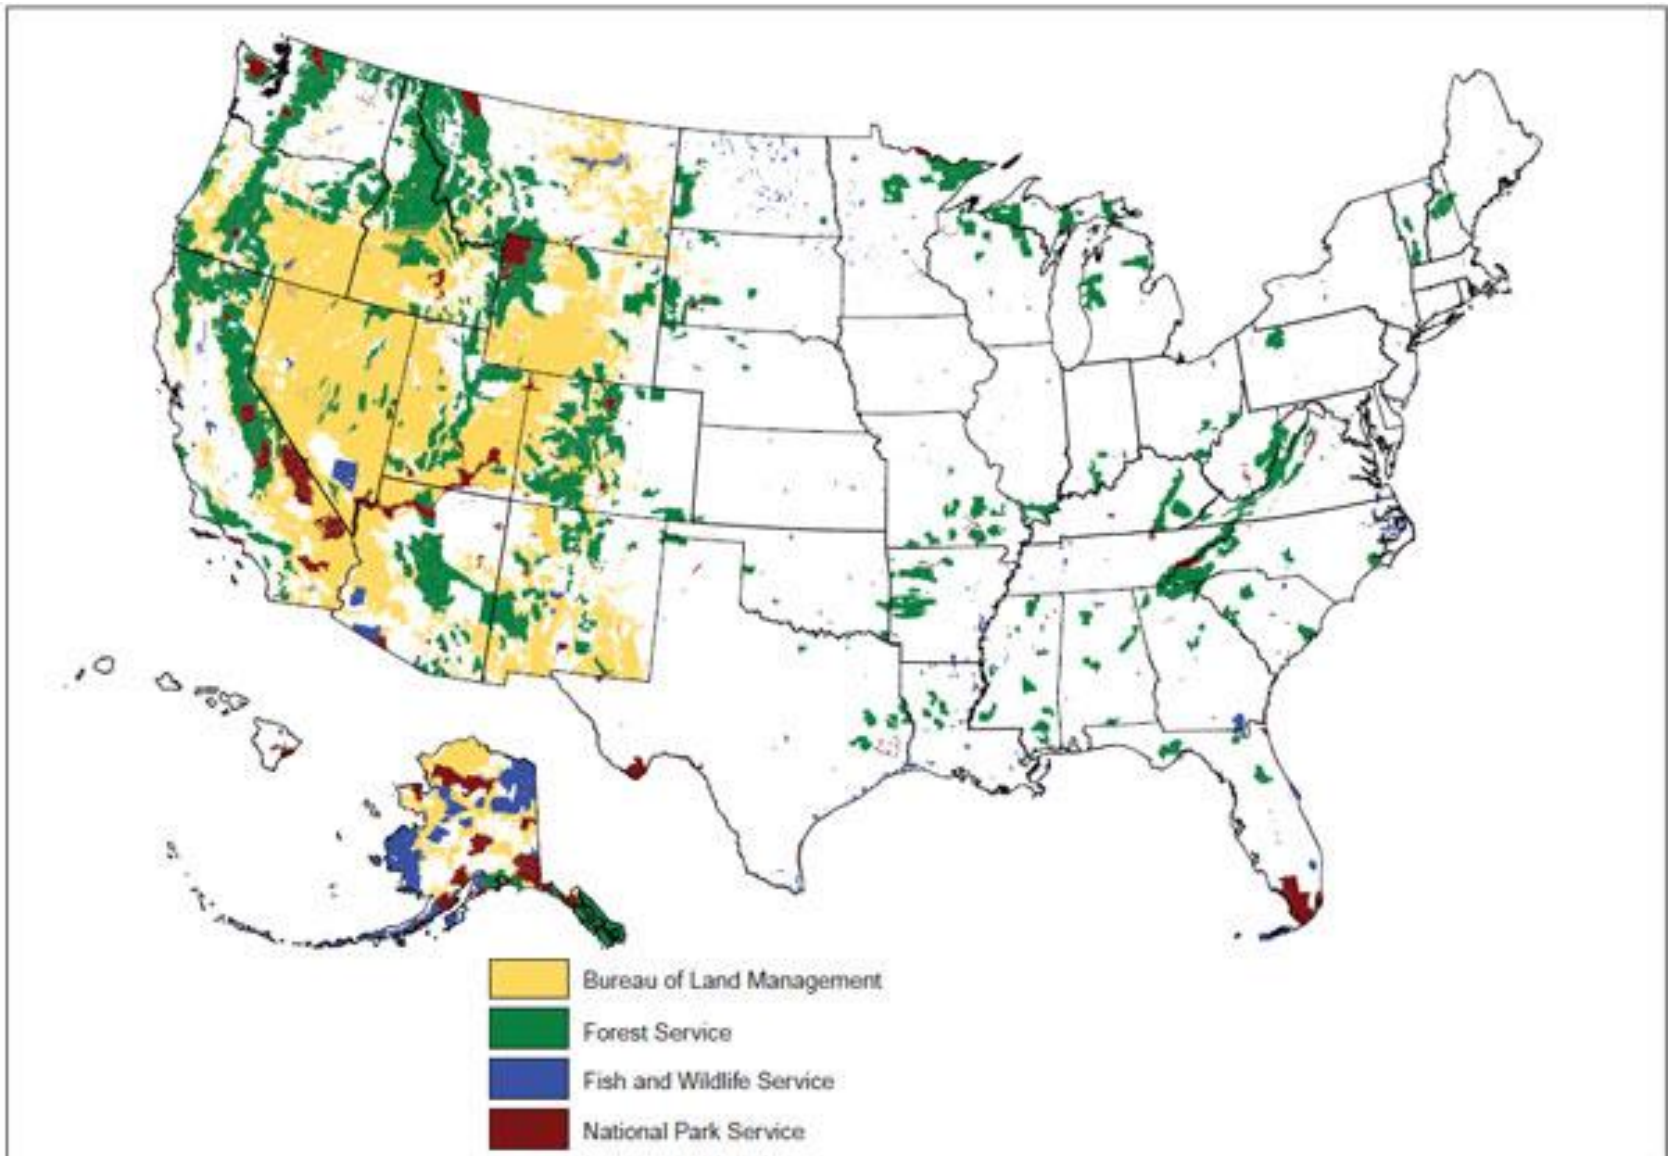 Bureau of Land Management
Forest Service
Fish and Wildlife Service
National Park Service